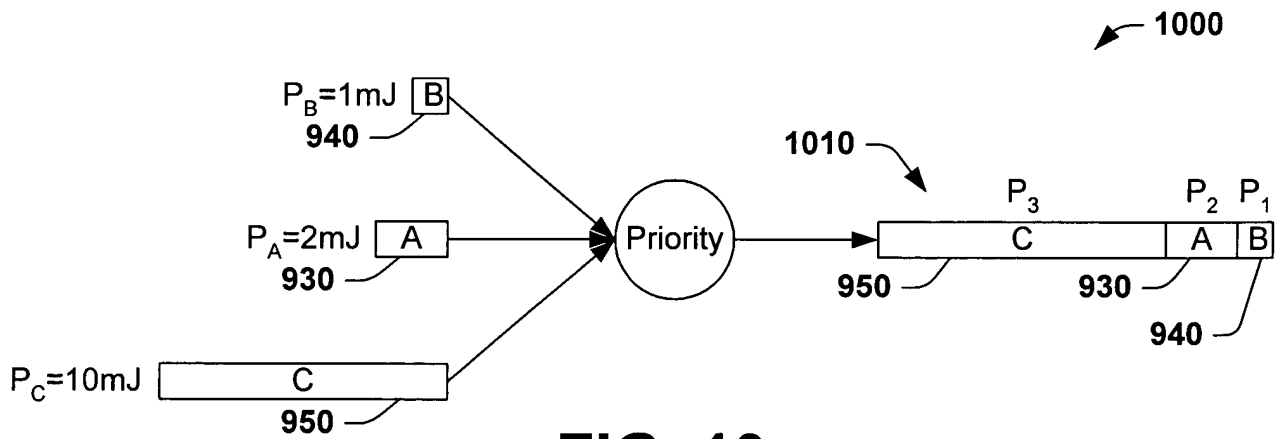 1000
P_B=1mJ B
940
1010
P_3 P_2 P_1
P_A=2mJ A
930
Priority
C A B
950 930
940
P_C=10mJ C
950